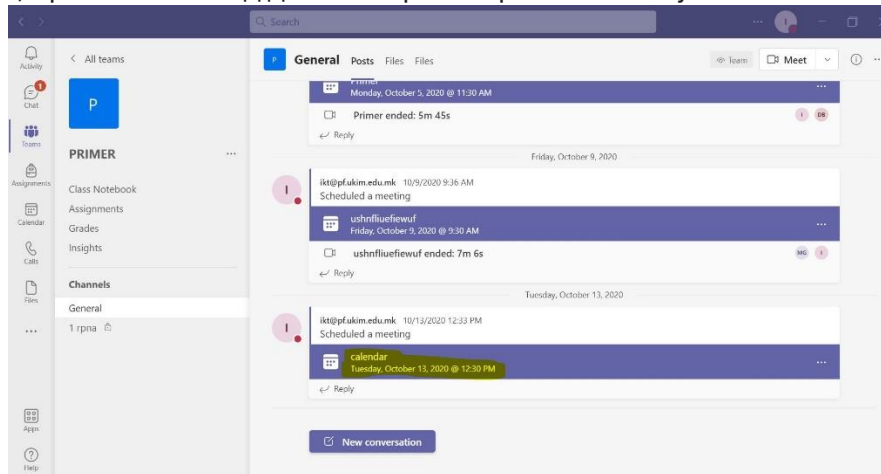 Search
Activity
Chat
Teams
Assignments
Calendar
Calls
Files
Apps
Help
All teams
P
PRIMER
Class Notebook
Assignments
Grades
Insights
Channels
General
1 rpna
P
General Posts Files Files
Team
Meet
Monday, October 5, 2020 @ 11:30 AM
Primer ended: 5m 45s
I DB
Reply
Friday, October 9, 2020
I
ikt@pf.ukim.edu.mk 10/9/2020 9:36 AM
Scheduled a meeting
ushnfliuefiewuf
Friday, October 9, 2020 @ 9:30 AM
ushnfliuefiewuf ended: 7m 6s
MG I
Reply
Tuesday, October 13, 2020
I
ikt@pf.ukim.edu.mk 10/13/2020 12:33 PM
Scheduled a meeting
calendar
Tuesday, October 13, 2020 @ 12:30 PM
Reply
New conversation